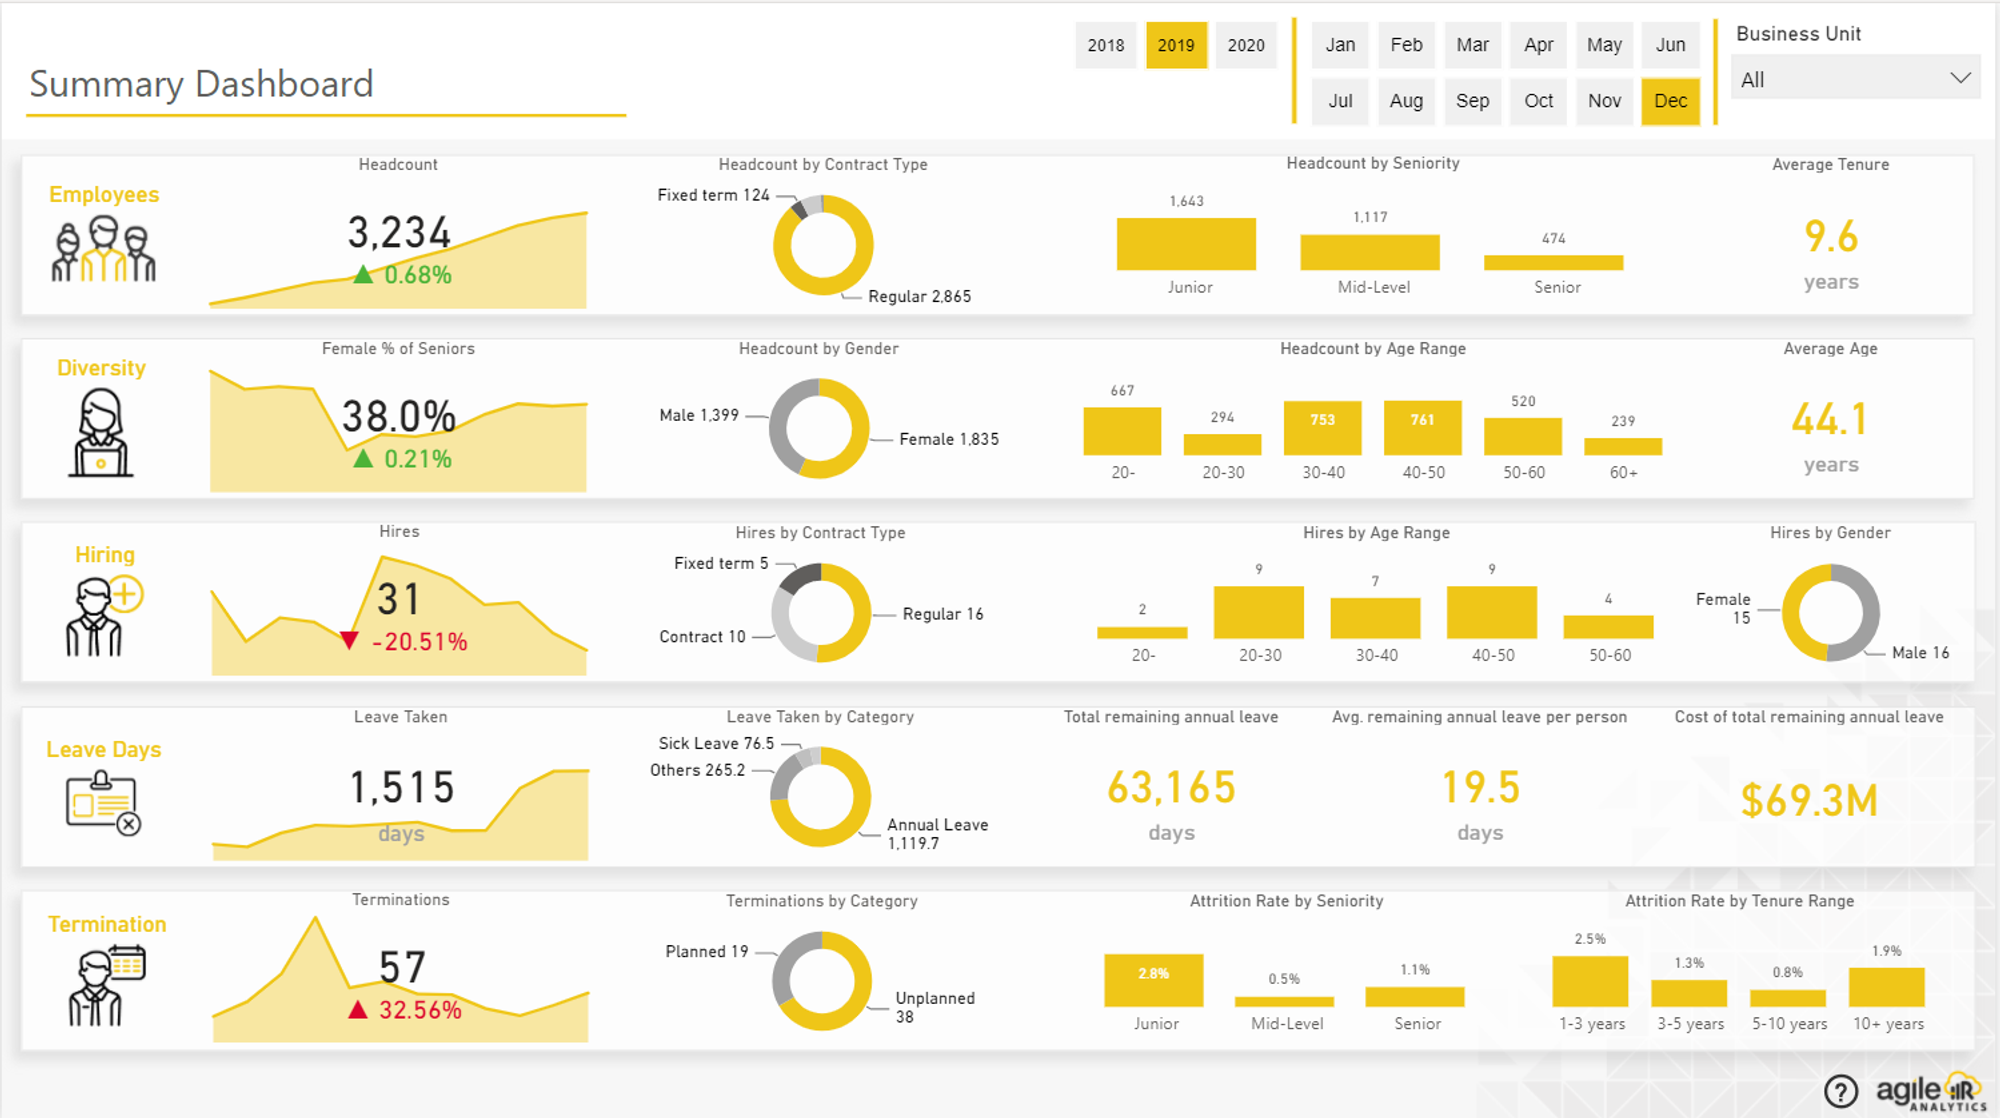 2018 2019 2020
Jan Feb Mar Apr May Jun
Jul Aug Sep Oct Nov Dec
Business Unit
All
Summary Dashboard
Employees
Headcount
3,234
0.68%
Headcount by Contract Type
Fixed term 124
Regular 2,865
Headcount by Seniority
1,643 1,117 474
Junior Mid-Level Senior
Average Tenure
9.6
years
Diversity
Female % of Seniors
38.0%
0.21%
Headcount by Gender
Male 1,399
Female 1,835
Headcount by Age Range
667 294 753 761 520 239
20- 20-30 30-40 40-50 50-60 60+
Average Age
44.1
years
Hiring
Hires
31
-20.51%
Hires by Contract Type
Fixed term 5
Regular 16
Contract 10
Hires by Age Range
2 9 7 9 4
20- 20-30 30-40 40-50 50-60
Hires by Gender
Female
15
Male 16
Leave Days
Leave Taken
1,515
days
Leave Taken by Category
Sick Leave 76.5
Others 265.2
Annual Leave
1,119.7
Total remaining annual leave
63,165
days
Avg. remaining annual leave per person
19.5
days
Cost of total remaining annual leave
$69.3M
Termination
Terminations
57
32.56%
Terminations by Category
Planned 19
Unplanned
38
Attrition Rate by Seniority
2.8% 0.5% 1.1%
Junior Mid-Level Senior
Attrition Rate by Tenure Range
2.5% 1.3% 0.8% 1.9%
1-3 years 3-5 years 5-10 years 10+ years
?
agile HR
ANALYTICS